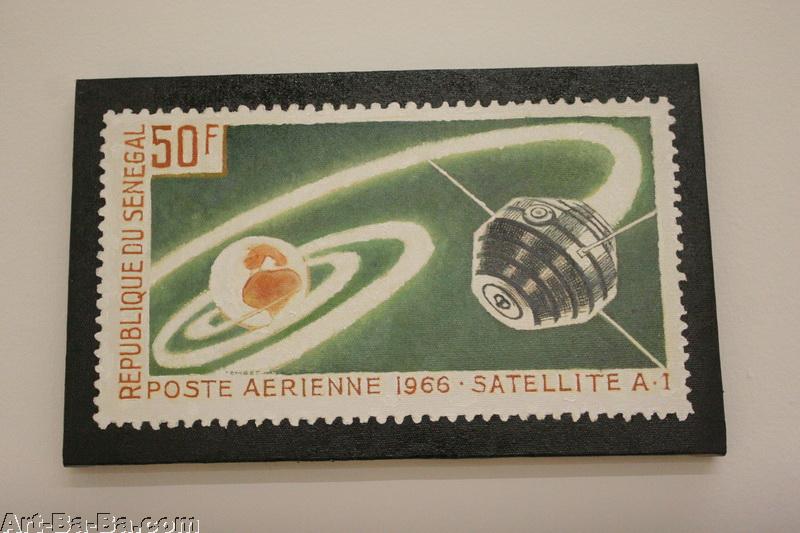 50F
REPUBLIQUE DU SENEGAL
POSTE AERIENNE 1966 · SATELLITE A·1
Art-Ba-Ba.com